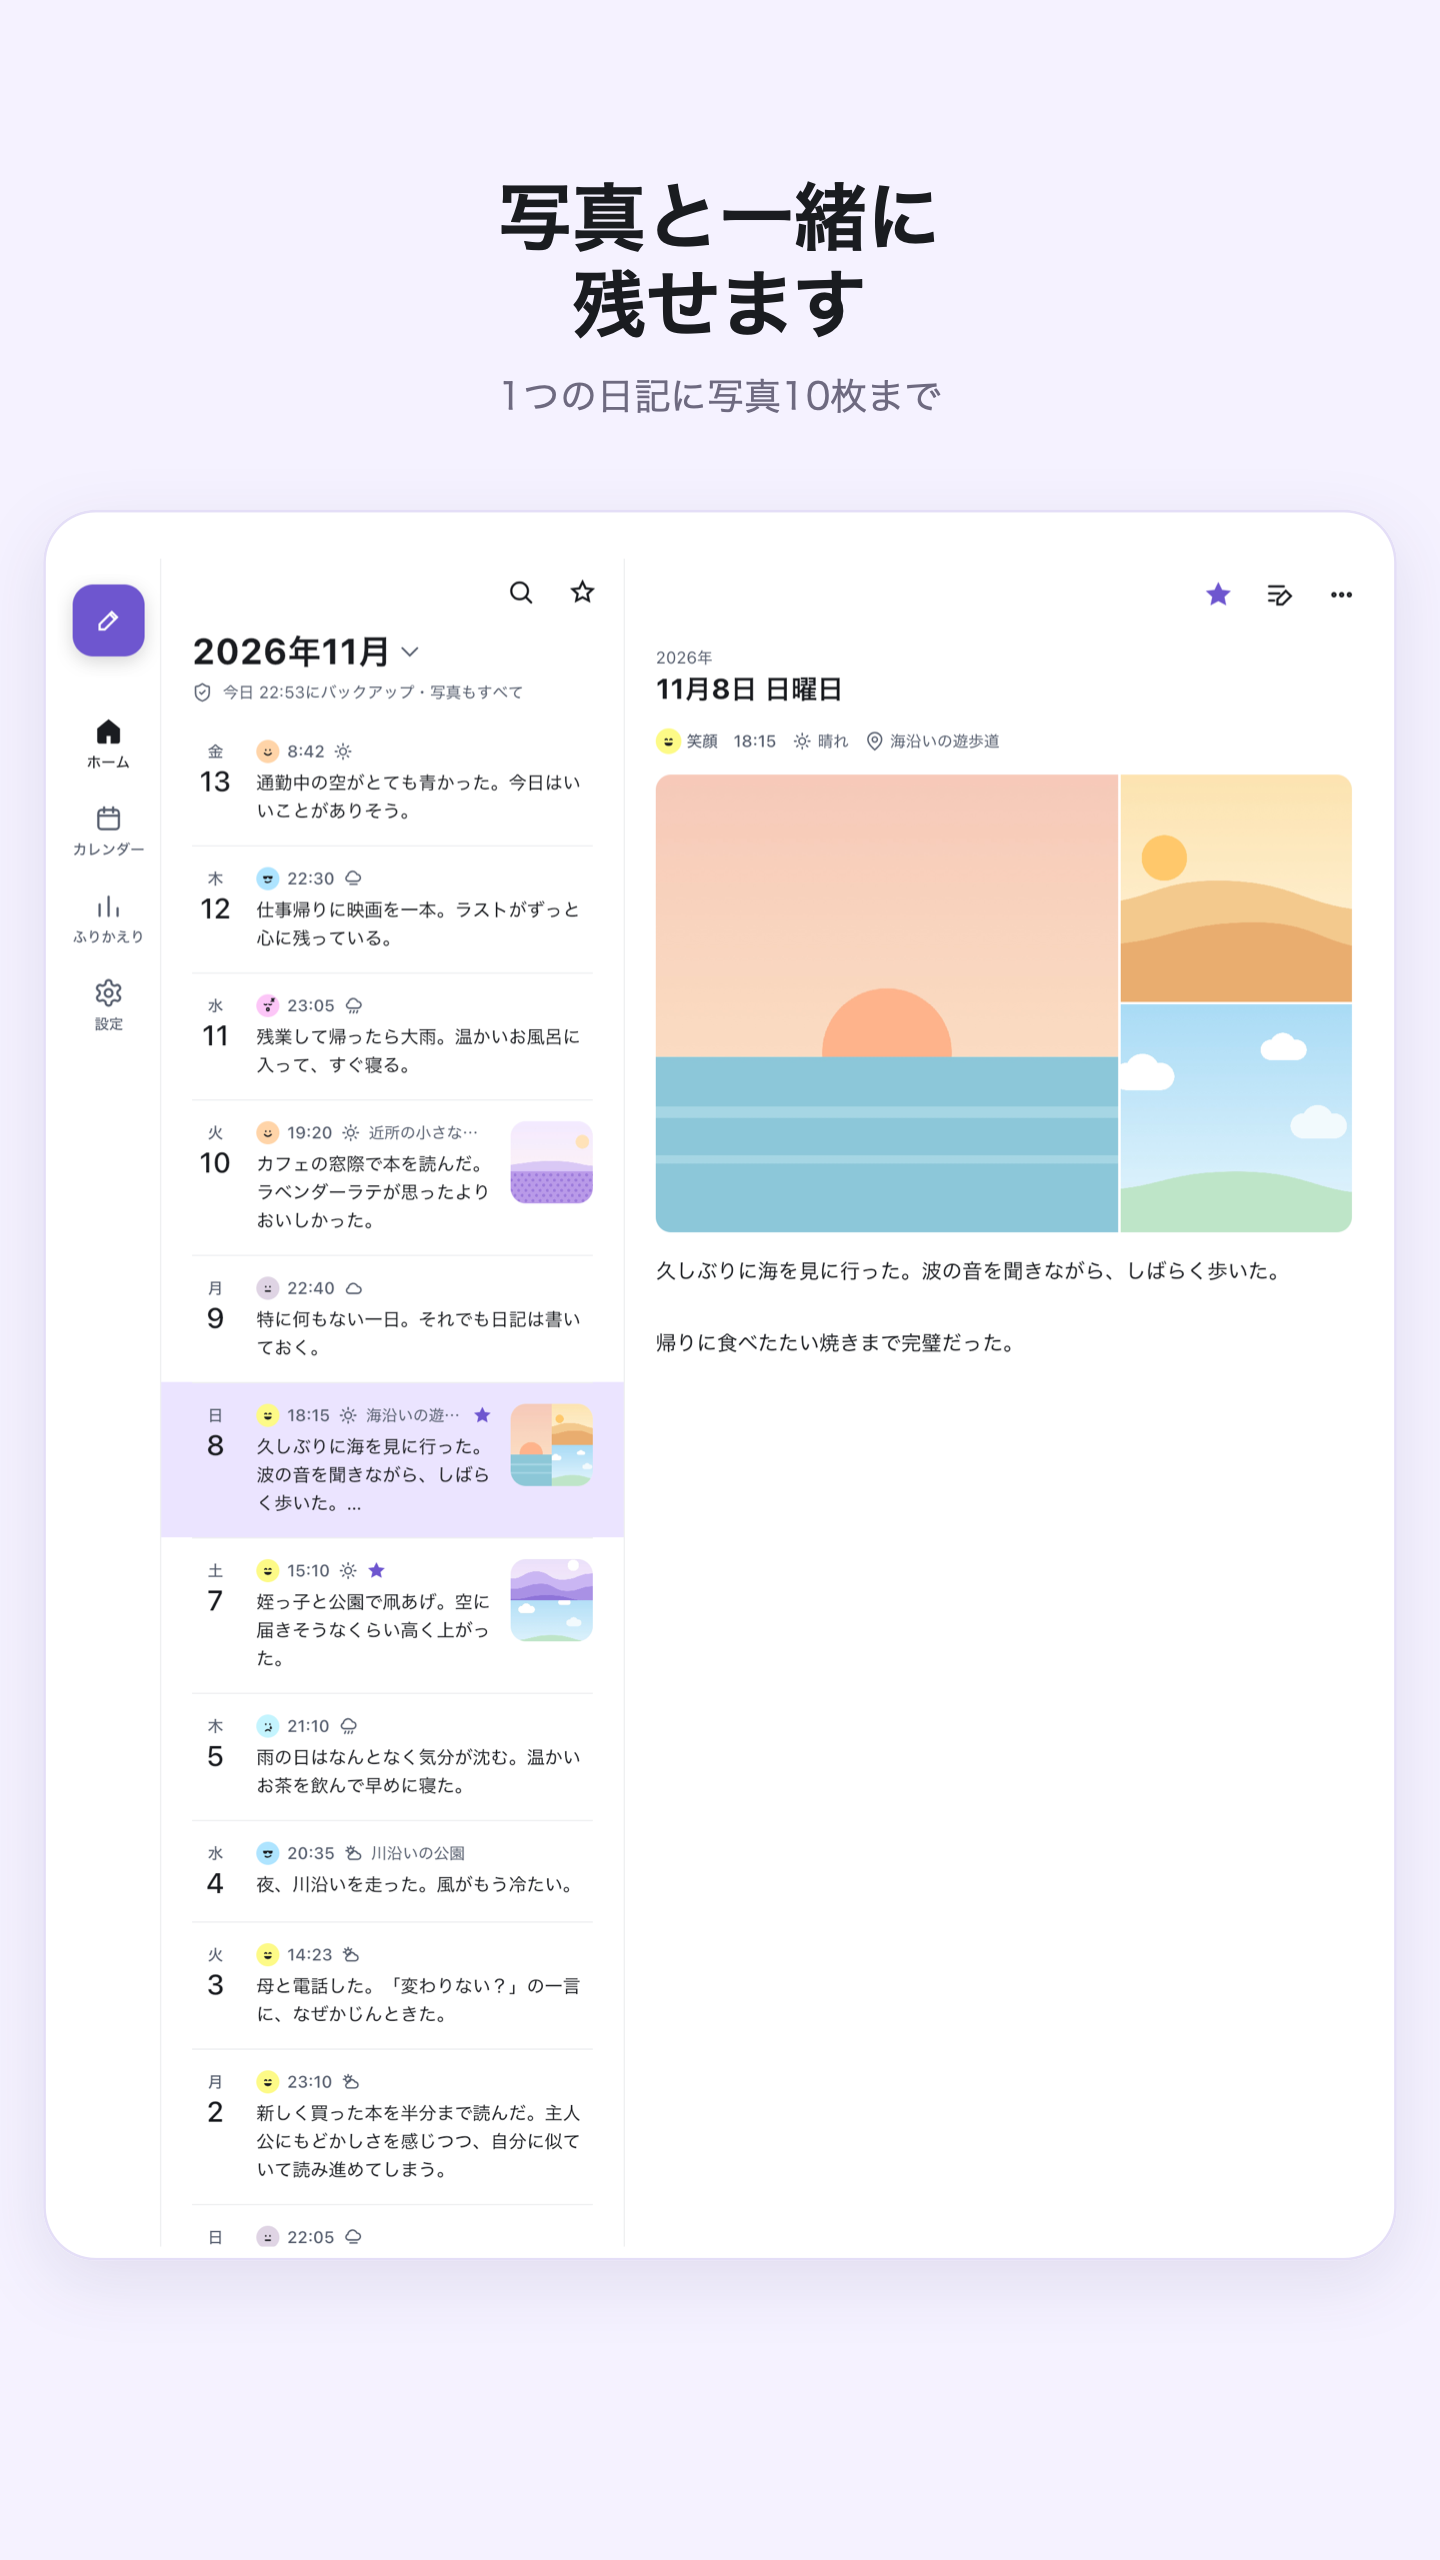 写真と一緒に
残せます
1つの日記に写真10枚まで
ホーム
カレンダー
ふりかえり
設定
2026年11月
今日 22:53にバックアップ・写真もすべて
金
13
8:42
通勤中の空がとても青かった。今日はい
いことがありそう。
木
12
22:30
仕事帰りに映画を一本。ラストがずっと
心に残っている。
水
11
23:05
残業して帰ったら大雨。温かいお風呂に
入って、すぐ寝る。
火
10
19:20 近所の小さな…
カフェの窓際で本を読んだ。
ラベンダーラテが思ったより
おいしかった。
月
9
22:40
特に何もない一日。それでも日記は書い
ておく。
日
8
18:15 海沿いの遊…
久しぶりに海を見に行った。
波の音を聞きながら、しばら
く歩いた。...
土
7
15:10
姪っ子と公園で凧あげ。空に
届きそうなくらい高く上がっ
た。
木
5
21:10
雨の日はなんとなく気分が沈む。温かい
お茶を飲んで早めに寝た。
水
4
20:35 川沿いの公園
夜、川沿いを走った。風がもう冷たい。
火
3
14:23
母と電話した。「変わりない？」の一言
に、なぜかじんときた。
月
2
23:10
新しく買った本を半分まで読んだ。主人
公にもどかしさを感じつつ、自分に似て
いて読み進めてしまう。
日
22:05
2026年
11月8日 日曜日
笑顔 18:15 晴れ 海沿いの遊歩道
久しぶりに海を見に行った。波の音を聞きながら、しばらく歩いた。
帰りに食べたたい焼きまで完璧だった。